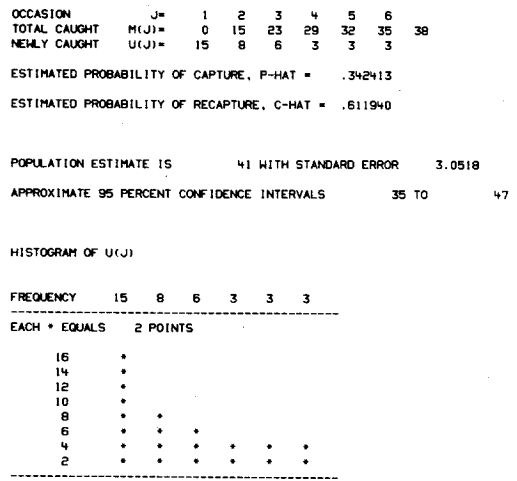 OCCASION J= 1 2 3 4 5 6
TOTAL CAUGHT M(J)= 0 15 23 29 32 35 38
NEWLY CAUGHT U(J)= 15 8 6 3 3 3
ESTIMATED PROBABILITY OF CAPTURE, P-HAT = .342413
ESTIMATED PROBABILITY OF RECAPTURE, C-HAT = .611940
POPULATION ESTIMATE IS 41 WITH STANDARD ERROR 3.0518
APPROXIMATE 95 PERCENT CONFIDENCE INTERVALS 35 TO 47
HISTOGRAM OF U(J)
FREQUENCY 15 8 6 3 3 3
--------------------------------------------------
EACH * EQUALS 2 POINTS
16 *
14 *
12 *
10 *
8 * *
6 * * *
4 * * * * * *
2 * * * * * *
--------------------------------------------------